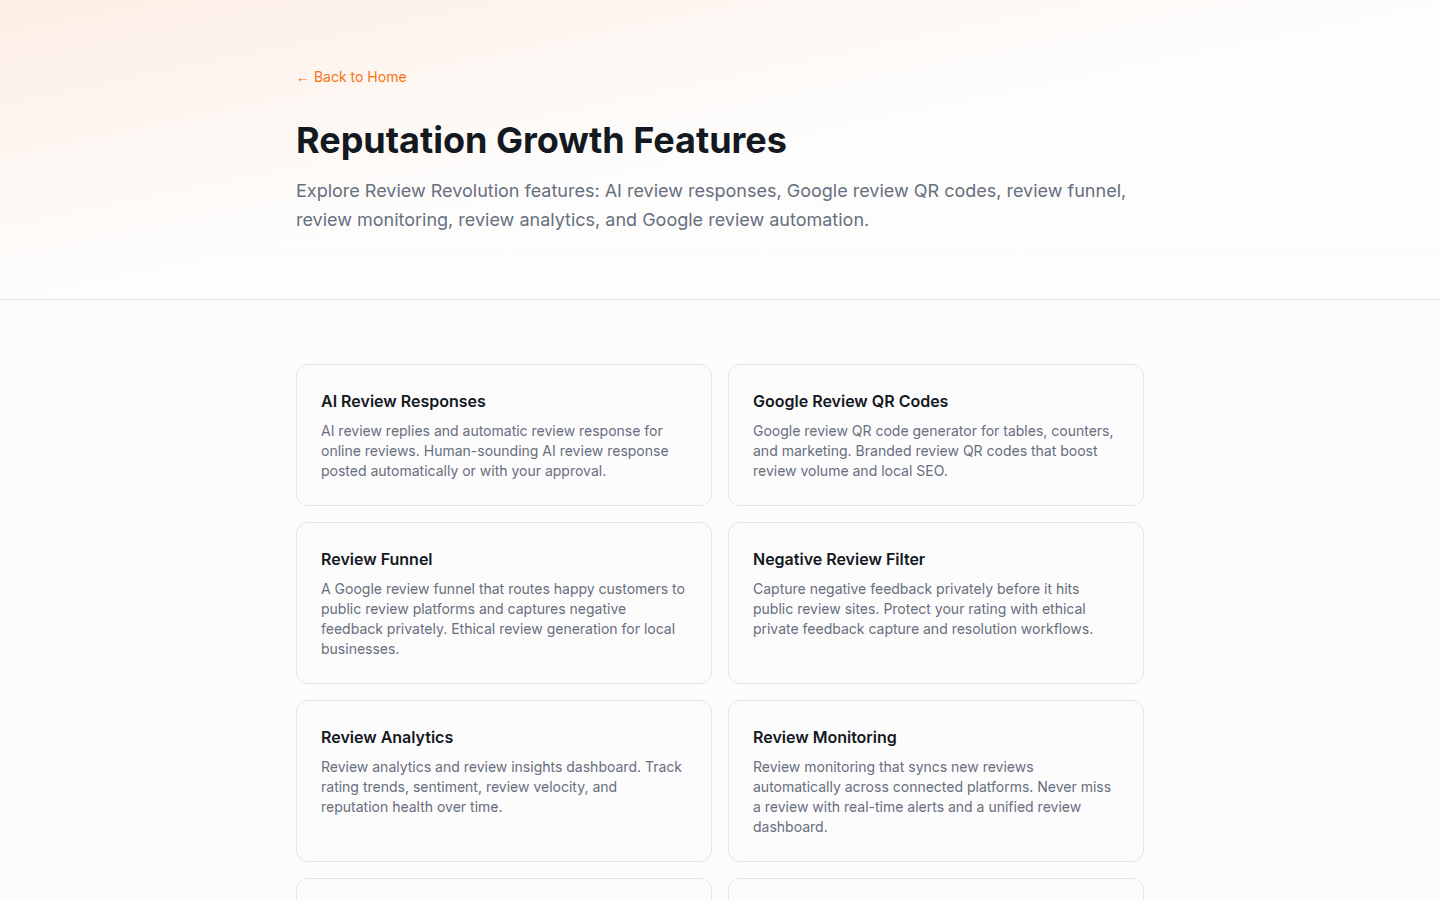 ← Back to Home
Reputation Growth Features
Explore Review Revolution features: AI review responses, Google review QR codes, review funnel,
review monitoring, review analytics, and Google review automation.
AI Review Responses
AI review replies and automatic review response for
online reviews. Human-sounding AI review response
posted automatically or with your approval.
Google Review QR Codes
Google review QR code generator for tables, counters,
and marketing. Branded review QR codes that boost
review volume and local SEO.
Review Funnel
A Google review funnel that routes happy customers to
public review platforms and captures negative
feedback privately. Ethical review generation for local
businesses.
Negative Review Filter
Capture negative feedback privately before it hits
public review sites. Protect your rating with ethical
private feedback capture and resolution workflows.
Review Analytics
Review analytics and review insights dashboard. Track
rating trends, sentiment, review velocity, and
reputation health over time.
Review Monitoring
Review monitoring that syncs new reviews
automatically across connected platforms. Never miss
a review with real-time alerts and a unified review
dashboard.